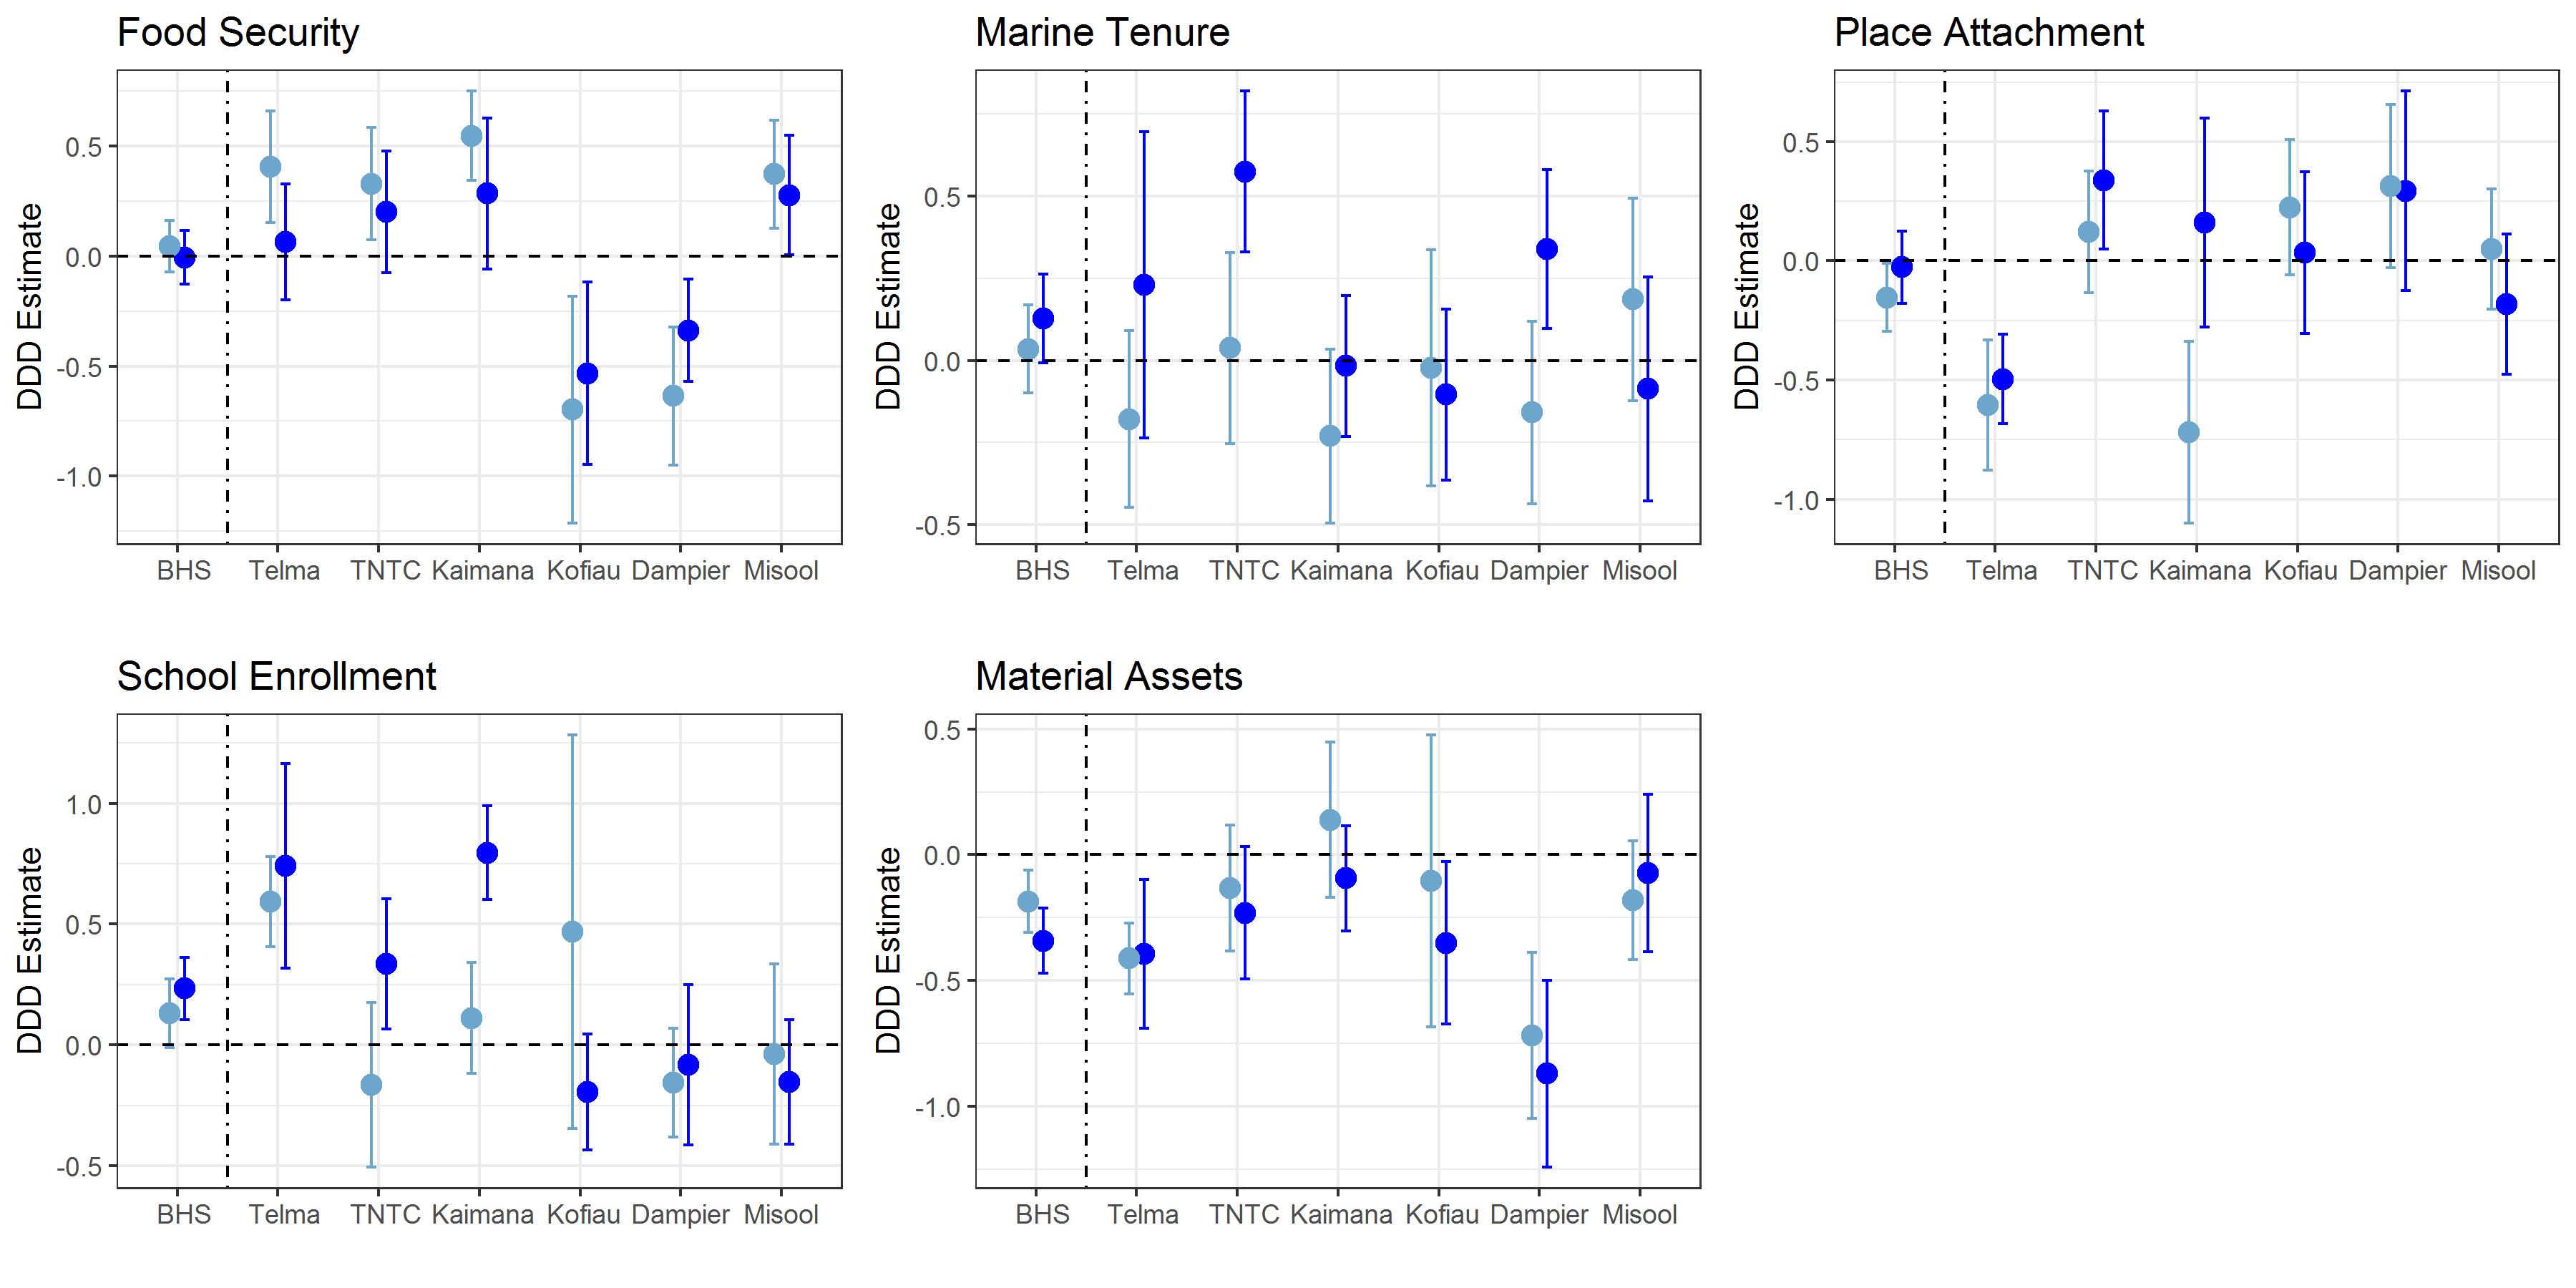 Food Security
DDD Estimate
0.5
0.0
-0.5
-1.0
BHS Telma TNTC Kaimana Kofiau Dampier Misool
Marine Tenure
DDD Estimate
0.5
0.0
-0.5
BHS Telma TNTC Kaimana Kofiau Dampier Misool
Place Attachment
DDD Estimate
0.5
0.0
-0.5
-1.0
BHS Telma TNTC Kaimana Kofiau Dampier Misool
School Enrollment
DDD Estimate
1.0
0.5
0.0
-0.5
BHS Telma TNTC Kaimana Kofiau Dampier Misool
Material Assets
DDD Estimate
0.5
0.0
-0.5
-1.0
BHS Telma TNTC Kaimana Kofiau Dampier Misool